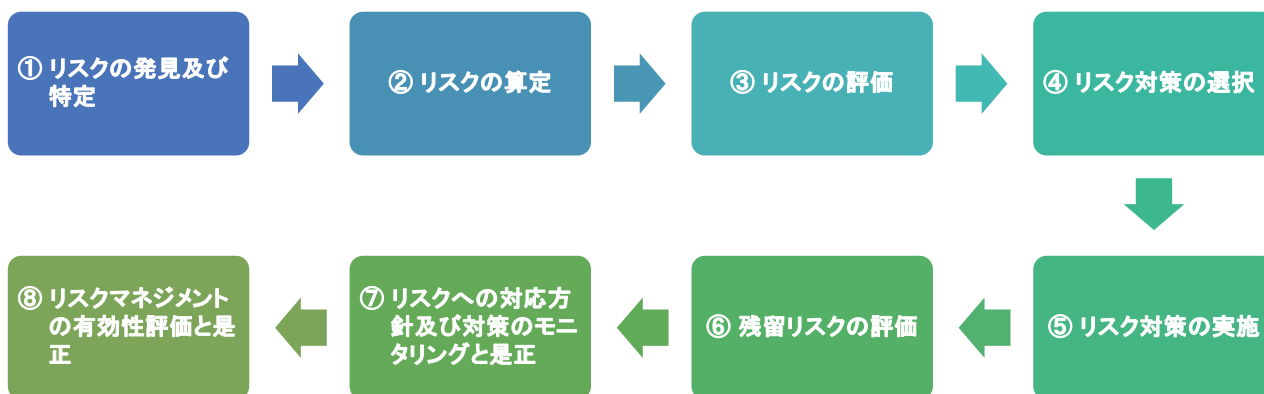 ① リスクの発見及び
特定
② リスクの算定
③ リスクの評価
④ リスク対策の選択
⑤ リスク対策の実施
⑥ 残留リスクの評価
⑦ リスクへの対応方
針及び対策のモニ
タリングと是正
⑧ リスクマネジメント
の有効性評価と是
正